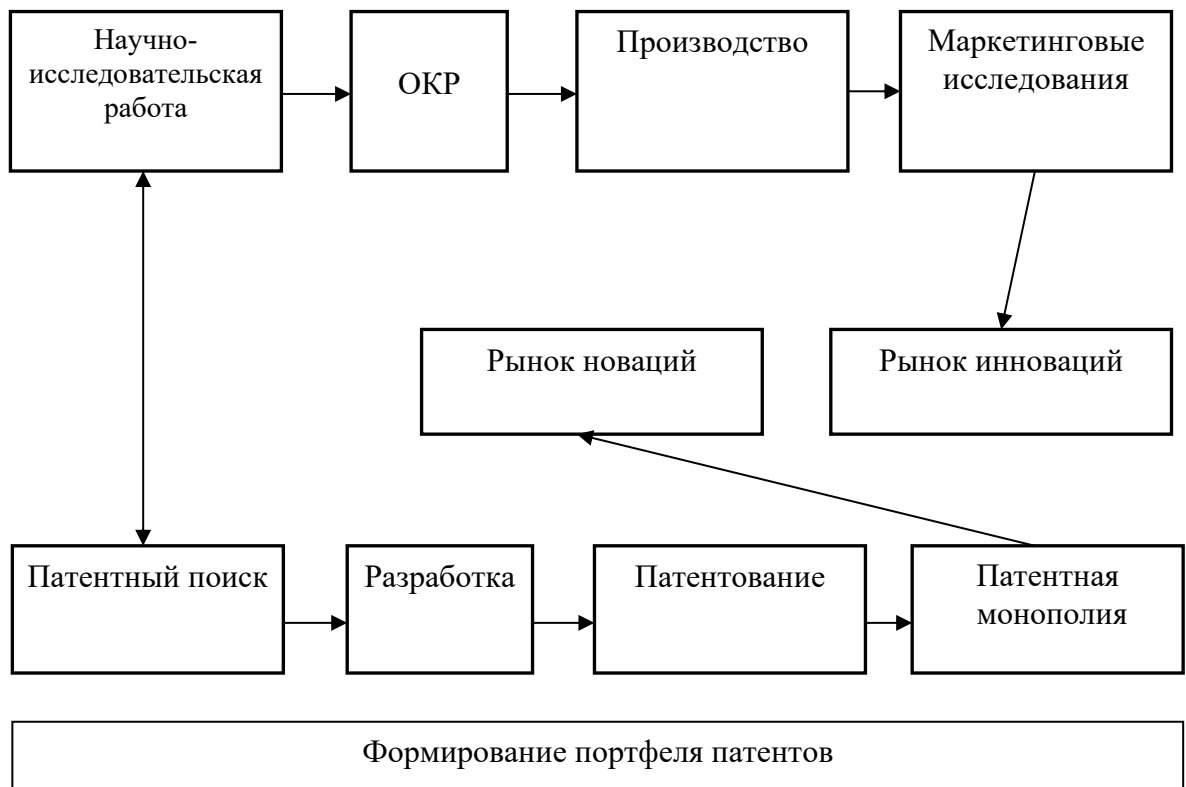 Научно-
исследовательская
работа
ОКР
Производство
Маркетинговые
исследования
Рынок новаций
Рынок инноваций
Патентный поиск
Разработка
Патентование
Патентная
монополия
Формирование портфеля патентов